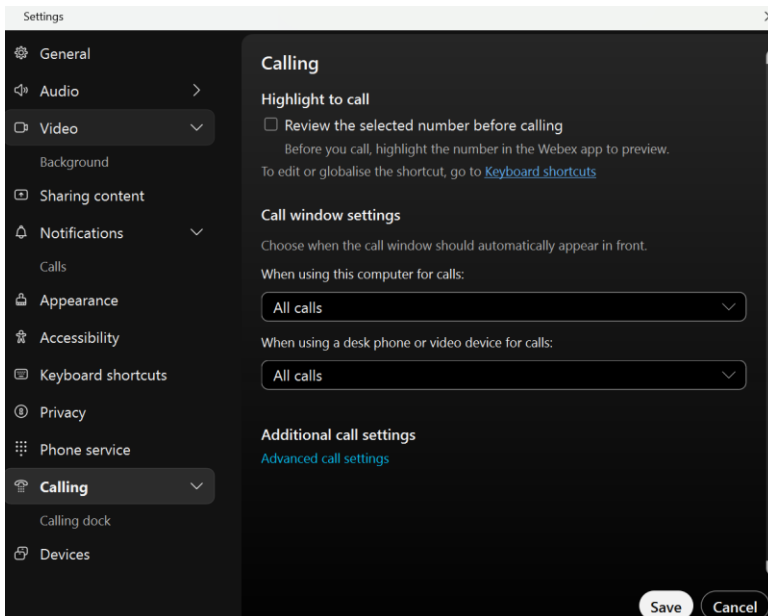 Settings
General
Audio
Video
Background
Sharing content
Notifications
Calls
Appearance
Accessibility
Keyboard shortcuts
Privacy
Phone service
Calling
Calling dock
Devices
Calling
Highlight to call
Review the selected number before calling
Before you call, highlight the number in the Webex app to preview.
To edit or globalise the shortcut, go to Keyboard shortcuts
Call window settings
Choose when the call window should automatically appear in front.
When using this computer for calls:
All calls
When using a desk phone or video device for calls:
All calls
Additional call settings
Advanced call settings
Save
Cancel